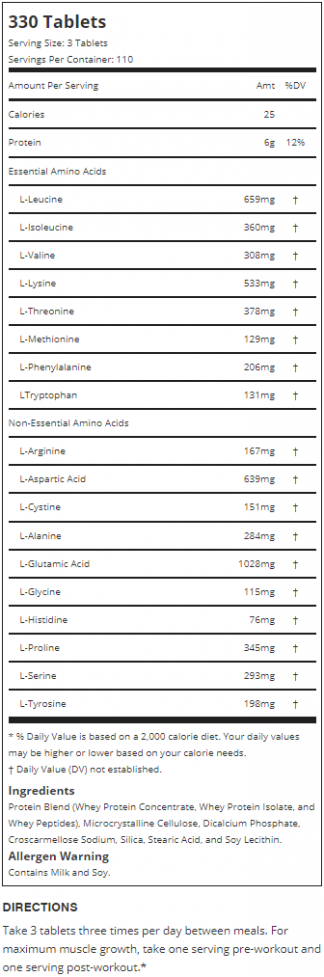 330 Tablets
Serving Size: 3 Tablets
Servings Per Container: 110
Amount Per Serving Amt %DV
Calories 25
Protein 6g 12%
Essential Amino Acids
L-Leucine 659mg †
L-Isoleucine 360mg †
L-Valine 308mg †
L-Lysine 533mg †
L-Threonine 378mg †
L-Methionine 129mg †
L-Phenylalanine 206mg †
LTryptophan 131mg †
Non-Essential Amino Acids
L-Arginine 167mg †
L-Aspartic Acid 639mg †
L-Cystine 151mg †
L-Alanine 284mg †
L-Glutamic Acid 1028mg †
L-Glycine 115mg †
L-Histidine 76mg †
L-Proline 345mg †
L-Serine 293mg †
L-Tyrosine 198mg †
* % Daily Value is based on a 2,000 calorie diet. Your daily values
may be higher or lower based on your calorie needs.
† Daily Value (DV) not established.
Ingredients
Protein Blend (Whey Protein Concentrate, Whey Protein Isolate, and
Whey Peptides), Microcrystalline Cellulose, Dicalcium Phosphate,
Croscarmellose Sodium, Silica, Stearic Acid, and Soy Lecithin.
Allergen Warning
Contains Milk and Soy.
DIRECTIONS
Take 3 tablets three times per day between meals. For
maximum muscle growth, take one serving pre-workout and
one serving post-workout.*